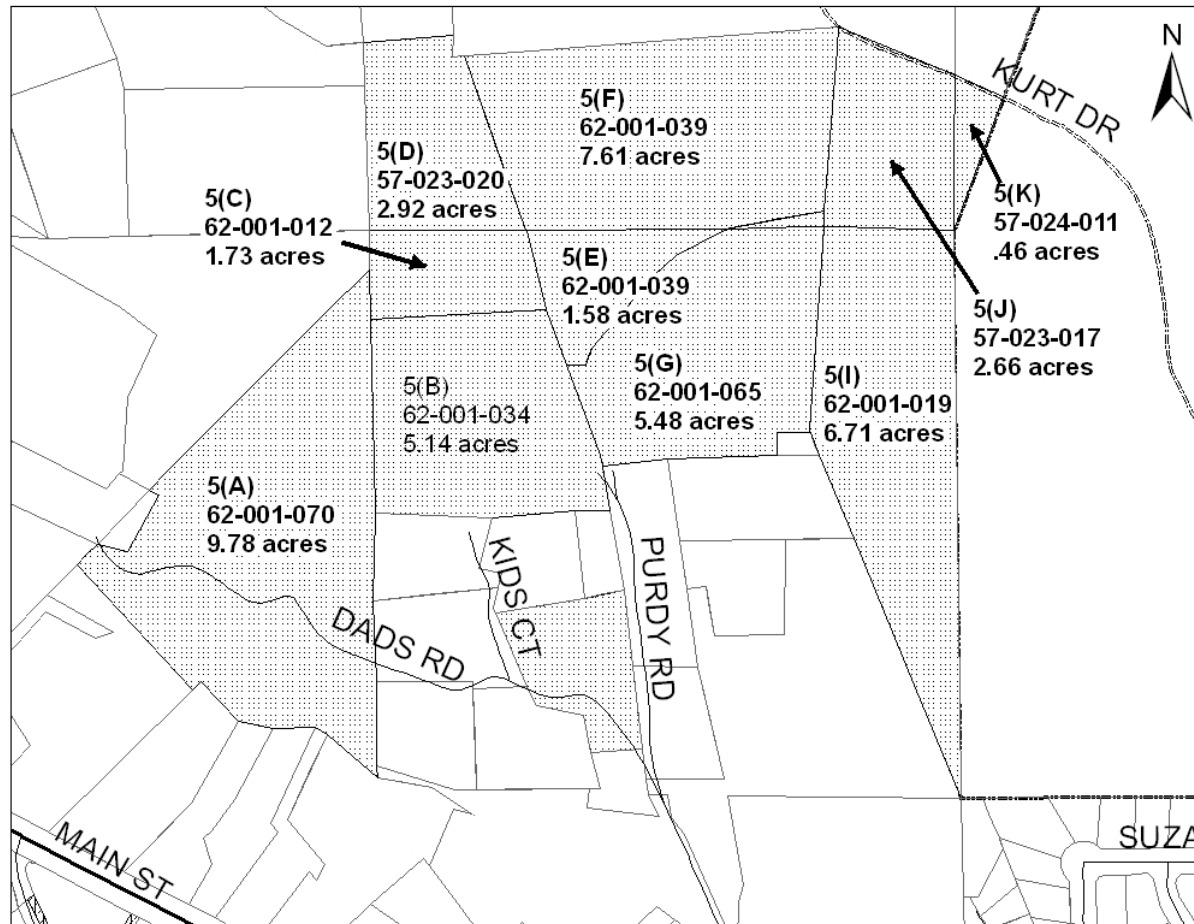 N
KURT DR
5(F)
62-001-039
7.61 acres
5(D)
57-023-020
2.92 acres
5(C)
62-001-012
1.73 acres
5(K)
57-024-011
.46 acres
5(E)
62-001-039
1.58 acres
5(J)
57-023-017
2.66 acres
5(G)
62-001-065
5.48 acres
5(I)
62-001-019
6.71 acres
5(B)
62-001-034
5.14 acres
5(A)
62-001-070
9.78 acres
KIDS CT
PURDY RD
DADS RD
MAIN ST
SUZA